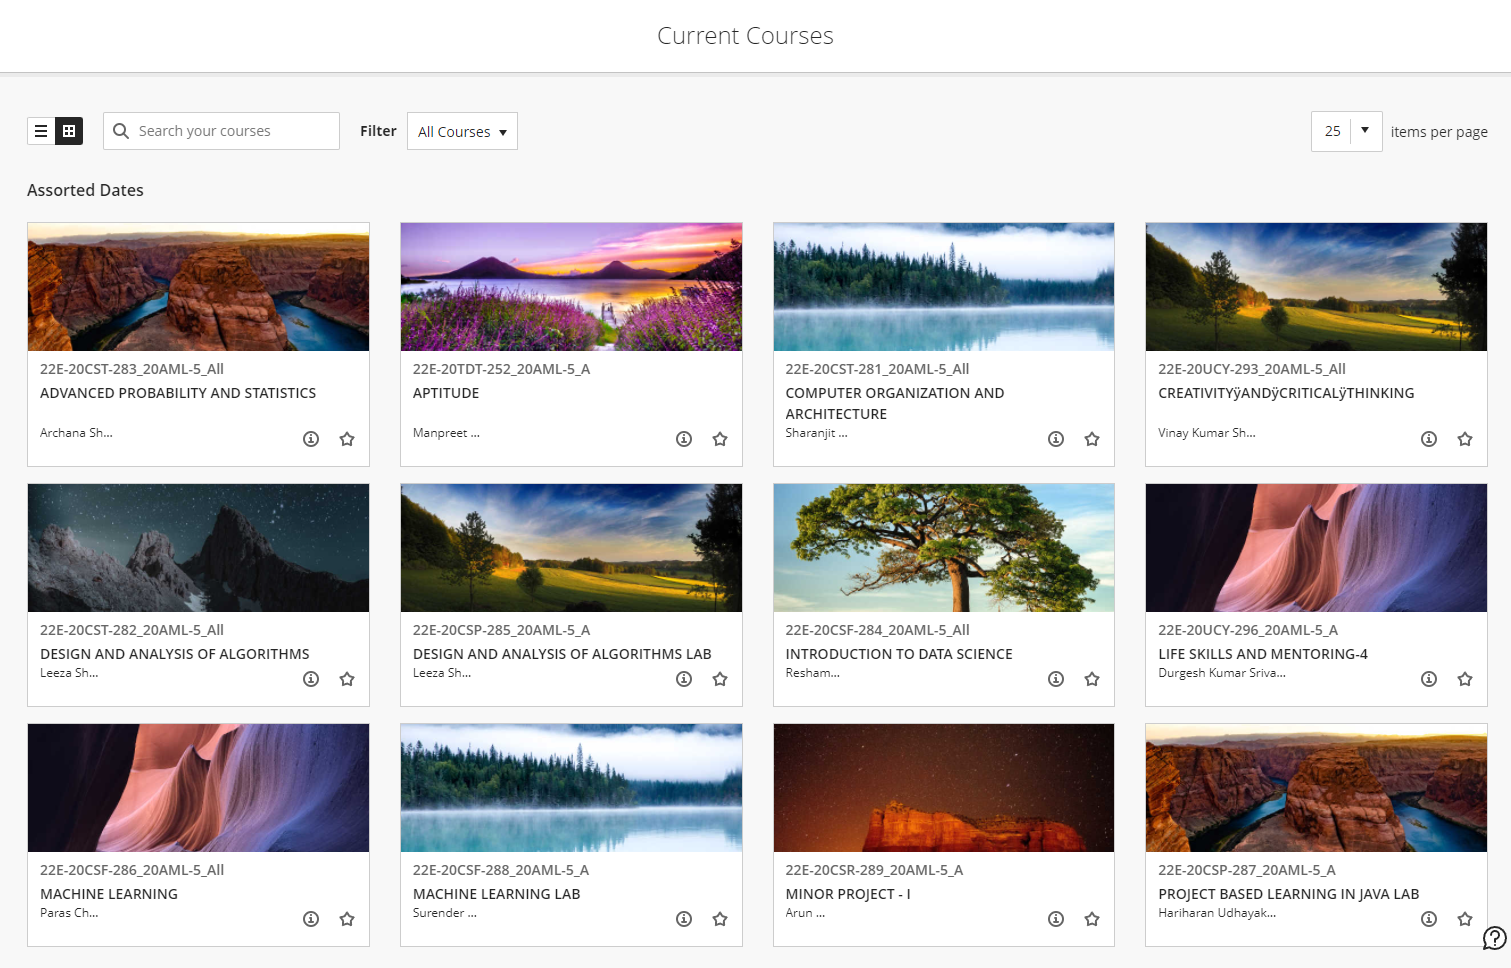 Current Courses
Search your courses
Filter
All Courses
25
items per page
Assorted Dates
22E-20CST-283_20AML-5_All
ADVANCED PROBABILITY AND STATISTICS
Archana Sh...
22E-20TDT-252_20AML-5_A
APTITUDE
Manpreet ...
22E-20CST-281_20AML-5_All
COMPUTER ORGANIZATION AND
ARCHITECTURE
Sharanjit ...
22E-20UCY-293_20AML-5_All
CREATIVITYÿANDÿCRITICALÿTHINKING
Vinay Kumar Sh...
22E-20CST-282_20AML-5_All
DESIGN AND ANALYSIS OF ALGORITHMS
Leeza Sh...
22E-20CSP-285_20AML-5_A
DESIGN AND ANALYSIS OF ALGORITHMS LAB
Leeza Sh...
22E-20CSF-284_20AML-5_All
INTRODUCTION TO DATA SCIENCE
Resham...
22E-20UCY-296_20AML-5_A
LIFE SKILLS AND MENTORING-4
Durgesh Kumar Sriva...
22E-20CSF-286_20AML-5_All
MACHINE LEARNING
Paras Ch...
22E-20CSF-288_20AML-5_A
MACHINE LEARNING LAB
Surender ...
22E-20CSR-289_20AML-5_A
MINOR PROJECT - I
Arun ...
22E-20CSP-287_20AML-5_A
PROJECT BASED LEARNING IN JAVA LAB
Hariharan Udhayak...